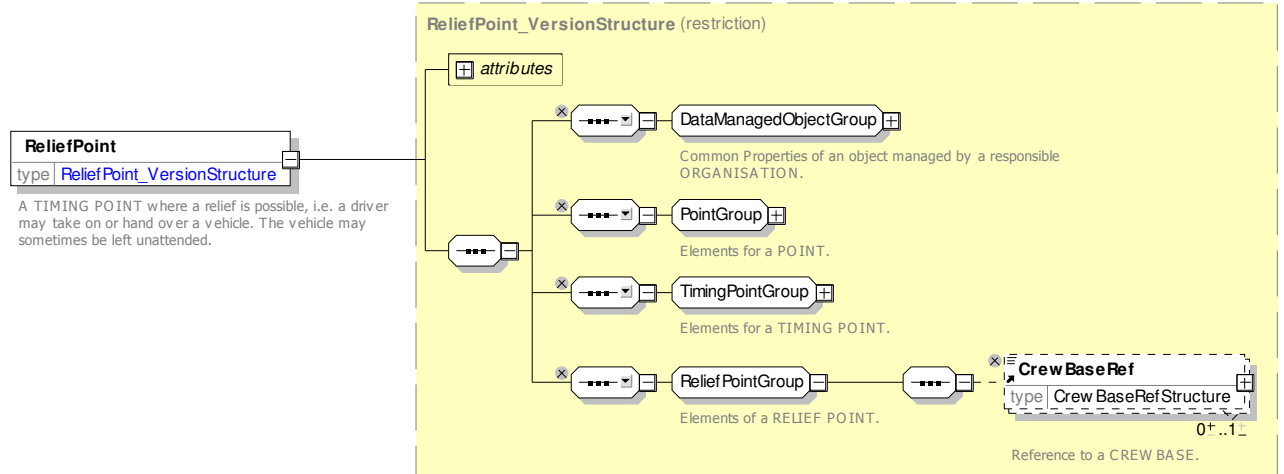 ReliefPoint_VersionStructure (restriction)
attributes
DataManagedObjectGroup
Common Properties of an object managed by a responsible
ORGANISATION.
ReliefPoint
type ReliefPoint_VersionStructure
A TIMING POINT where a relief is possible, i.e. a driver
may take on or hand over a vehicle. The vehicle may
sometimes be left unattended.
PointGroup
Elements for a POINT.
TimingPointGroup
Elements for a TIMING POINT.
ReliefPointGroup
Elements of a RELIEF POINT.
CrewBaseRef
type CrewBaseRefStructure
0..1
Reference to a CREW BASE.